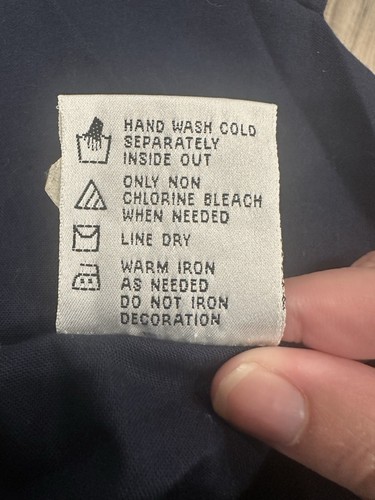 HAND WASH COLD
SEPARATELY
INSIDE OUT
ONLY NON
CHLORINE BLEACH
WHEN NEEDED
LINE DRY
WARM IRON
AS NEEDED
DO NOT IRON
DECORATION